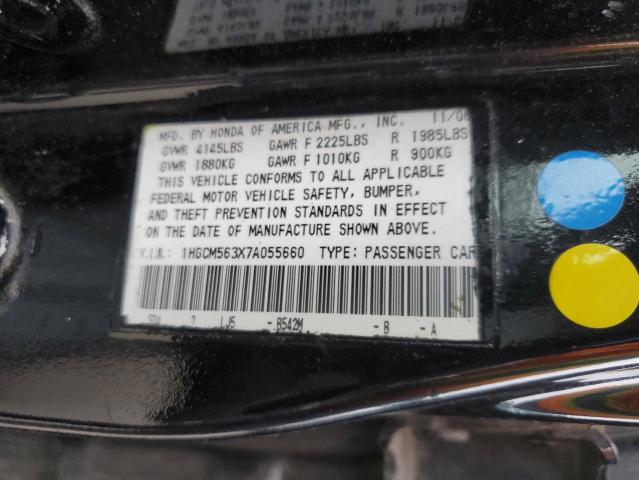 MFD. BY HONDA OF AMERICA MFG., INC. 11/06
GVWR 4145LBS GAWR F 2225LBS R 1985LBS
GVWR 1880KG GAWR F 1010KG R 900KG
THIS VEHICLE CONFORMS TO ALL APPLICABLE
FEDERAL MOTOR VEHICLE SAFETY, BUMPER,
AND THEFT PREVENTION STANDARDS IN EFFECT
ON THE DATE OF MANUFACTURE SHOWN ABOVE.
V.I.N.: 1HGCM563X7A055660 TYPE: PASSENGER CAR
7 LJ5 - B542M - B - A